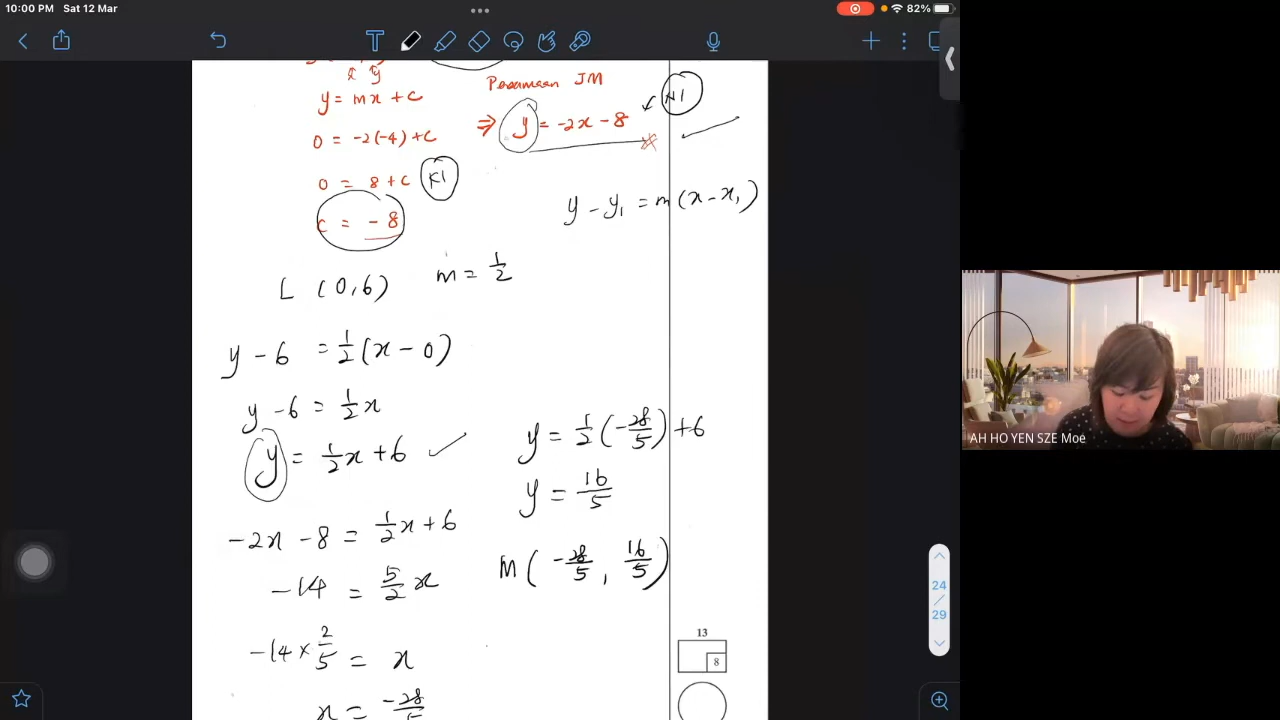 10:00 PM Sat 12 Mar
82%
x y
y = mx + c
0 = -2(-4) + c
0 = 8 + c
K1
c = -8
Persamaan JM
⇒ y = -2x - 8
N1
y - y₁ = m(x - x₁)
L (0,6) m = 1/2
y - 6 = 1/2(x - 0)
y - 6 = 1/2x
y = 1/2x + 6
-2x - 8 = 1/2x + 6
-14 = 5/2x
-14 × 2/5 = x
x = -28/5
y = 1/2(-28/5) + 6
y = 16/5
M(-28/5, 16/5)
13
8
24
/
29
AH HO YEN SZE Moe